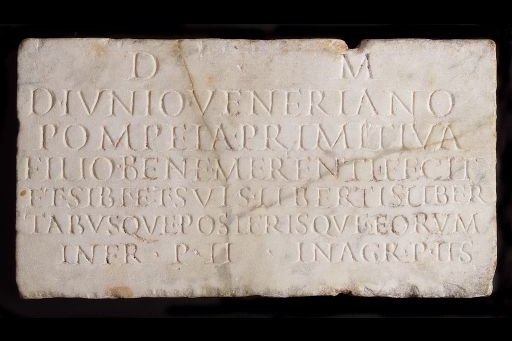 D · M
D·IVNIO VENERIANO
POMPEIA PRIMITIVA
FILIO·BENEMERENTI·FECIT
ET SIBI ET SVIS·LIBERTIS LIBER
TABVSQVE POSTERISQVE EORVM
IN FR · P · II · IN AGR·P·IIS